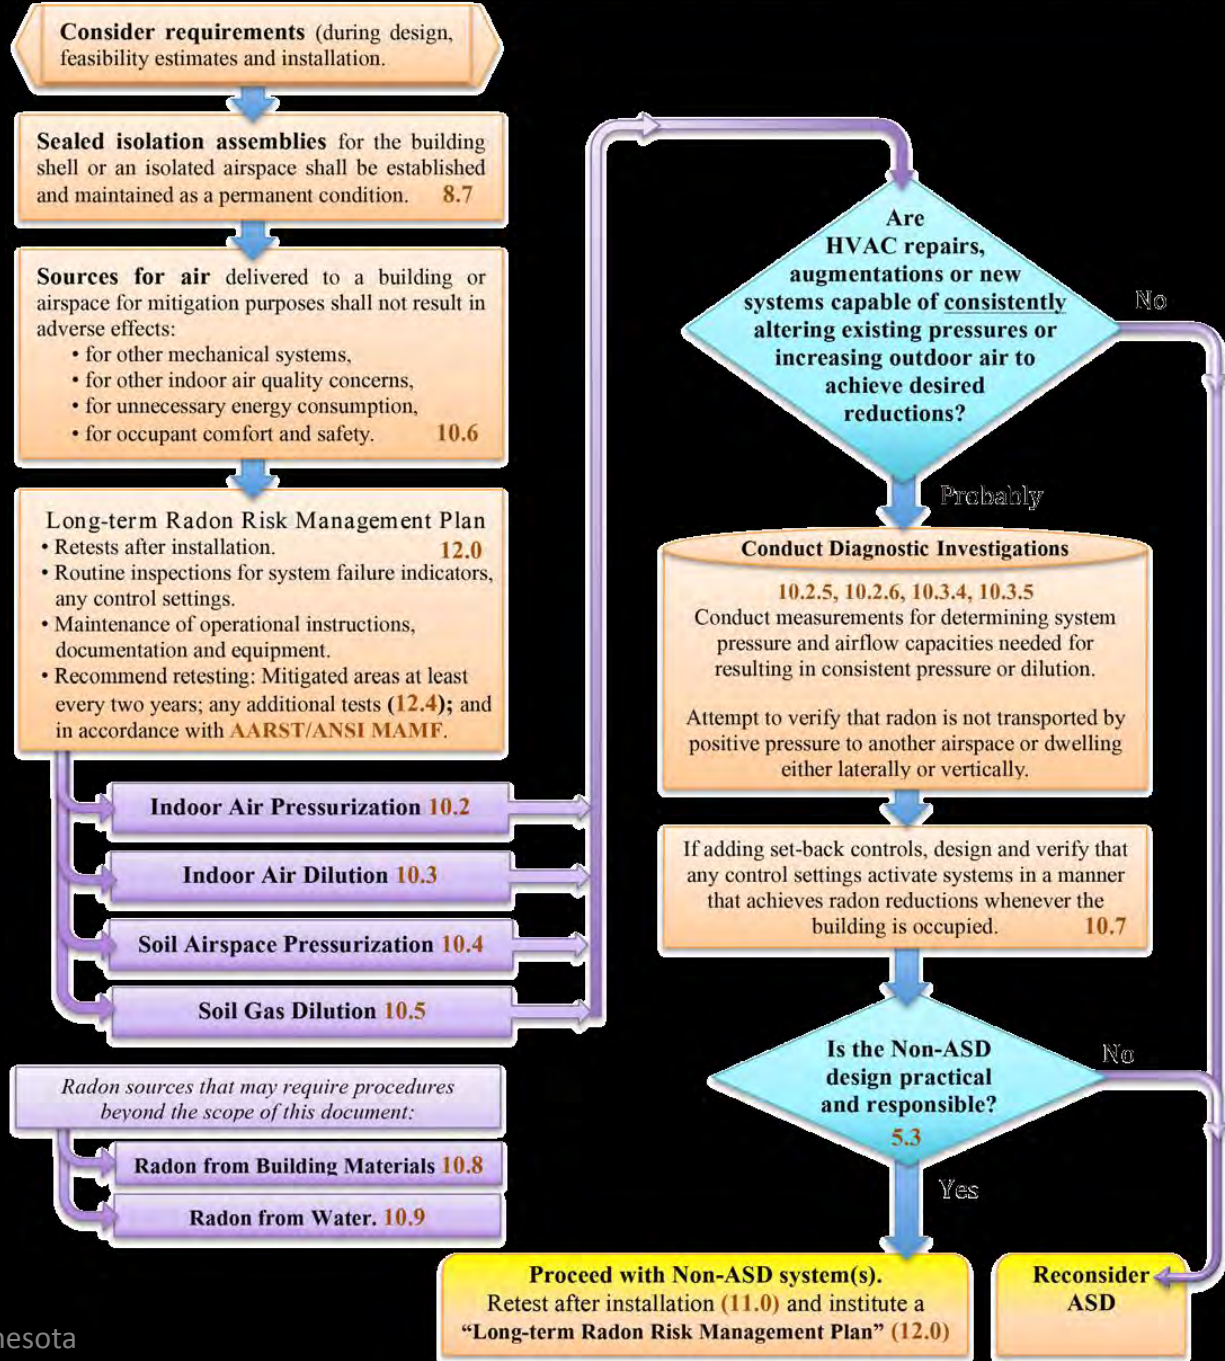 Consider requirements (during design,
feasibility estimates and installation.
Sealed isolation assemblies for the building
shell or an isolated airspace shall be established
and maintained as a permanent condition. 8.7
Sources for air delivered to a building or
airspace for mitigation purposes shall not result in
adverse effects:
• for other mechanical systems,
• for other indoor air quality concerns,
• for unnecessary energy consumption,
• for occupant comfort and safety. 10.6
Long-term Radon Risk Management Plan
• Retests after installation. 12.0
• Routine inspections for system failure indicators,
any control settings.
• Maintenance of operational instructions,
documentation and equipment.
• Recommend retesting: Mitigated areas at least
every two years; any additional tests (12.4); and
in accordance with AARST/ANSI MAMF.
Indoor Air Pressurization 10.2
Indoor Air Dilution 10.3
Soil Airspace Pressurization 10.4
Soil Gas Dilution 10.5
Radon sources that may require procedures
beyond the scope of this document:
Radon from Building Materials 10.8
Radon from Water. 10.9
Are
HVAC repairs,
augmentations or new
systems capable of consistently
altering existing pressures or
increasing outdoor air to
achieve desired
reductions?
No
Probably
Conduct Diagnostic Investigations
10.2.5, 10.2.6, 10.3.4, 10.3.5
Conduct measurements for determining system
pressure and airflow capacities needed for
resulting in consistent pressure or dilution.
Attempt to verify that radon is not transported by
positive pressure to another airspace or dwelling
either laterally or vertically.
If adding set-back controls, design and verify that
any control settings activate systems in a manner
that achieves radon reductions whenever the
building is occupied. 10.7
Is the Non-ASD
design practical
and responsible?
5.3
No
Yes
Proceed with Non-ASD system(s).
Retest after installation (11.0) and institute a
“Long-term Radon Risk Management Plan” (12.0)
Reconsider
ASD
nesota